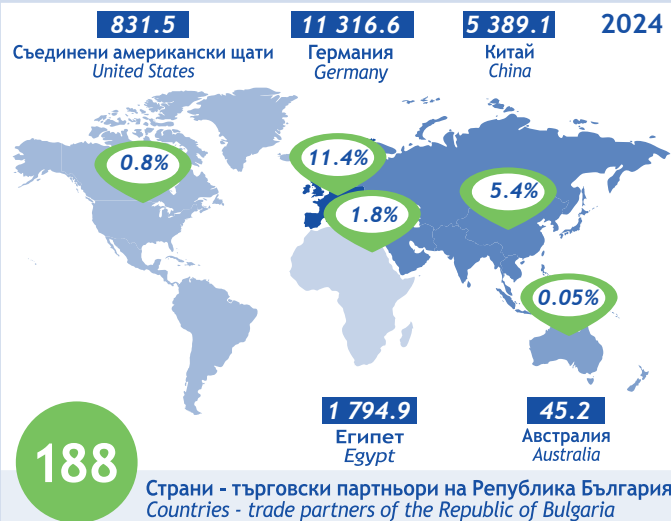 831.5
11 316.6
5 389.1
2024
Съединени американски щати
United States
Германия
Germany
Китай
China
0.8%
11.4%
5.4%
1.8%
0.05%
1 794.9
45.2
Египет
Egypt
Австралия
Australia
188
Страни - търговски партньори на Република България
Countries - trade partners of the Republic of Bulgaria